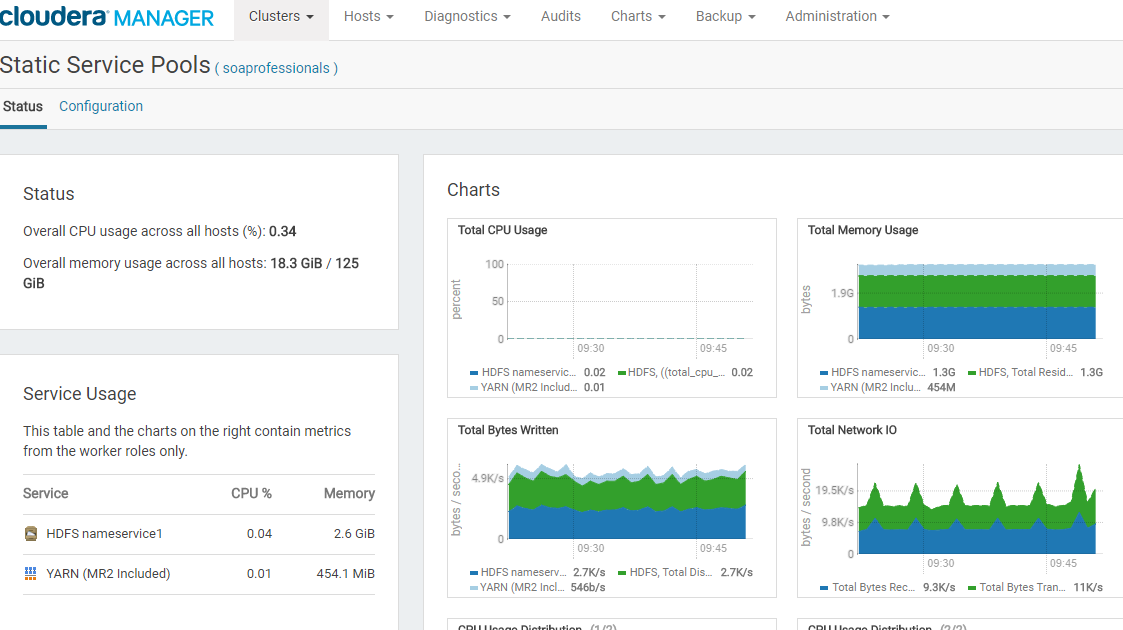 cloudera MANAGER
Clusters
Hosts
Diagnostics
Audits
Charts
Backup
Administration
Static Service Pools ( soaprofessionals )
Status
Configuration
Status
Overall CPU usage across all hosts (%): 0.34
Overall memory usage across all hosts: 18.3 GiB / 125
GiB
Service Usage
This table and the charts on the right contain metrics
from the worker roles only.
Service CPU % Memory
HDFS nameservice1 0.04 2.6 GiB
YARN (MR2 Included) 0.01 454.1 MiB
Charts
Total CPU Usage
percent
100
50
0
09:30 09:45
HDFS nameservic... 0.02 HDFS, ((total_cpu_... 0.02
YARN (MR2 Includ... 0.01
Total Memory Usage
bytes
1.9G
0
09:30 09:45
HDFS nameservic... 1.3G HDFS, Total Resid... 1.3G
YARN (MR2 Inclu... 454M
Total Bytes Written
bytes / seco...
4.9K/s
0
09:30 09:45
HDFS nameserv... 2.7K/s HDFS, Total Dis... 2.7K/s
YARN (MR2 Incl... 546b/s
Total Network IO
bytes / second
19.5K/s
9.8K/s
0
09:30 09:45
Total Bytes Rec... 9.3K/s Total Bytes Tran... 11K/s
CPU Usage Distribution (1/2)
CPU Usage Distribution (2/2)